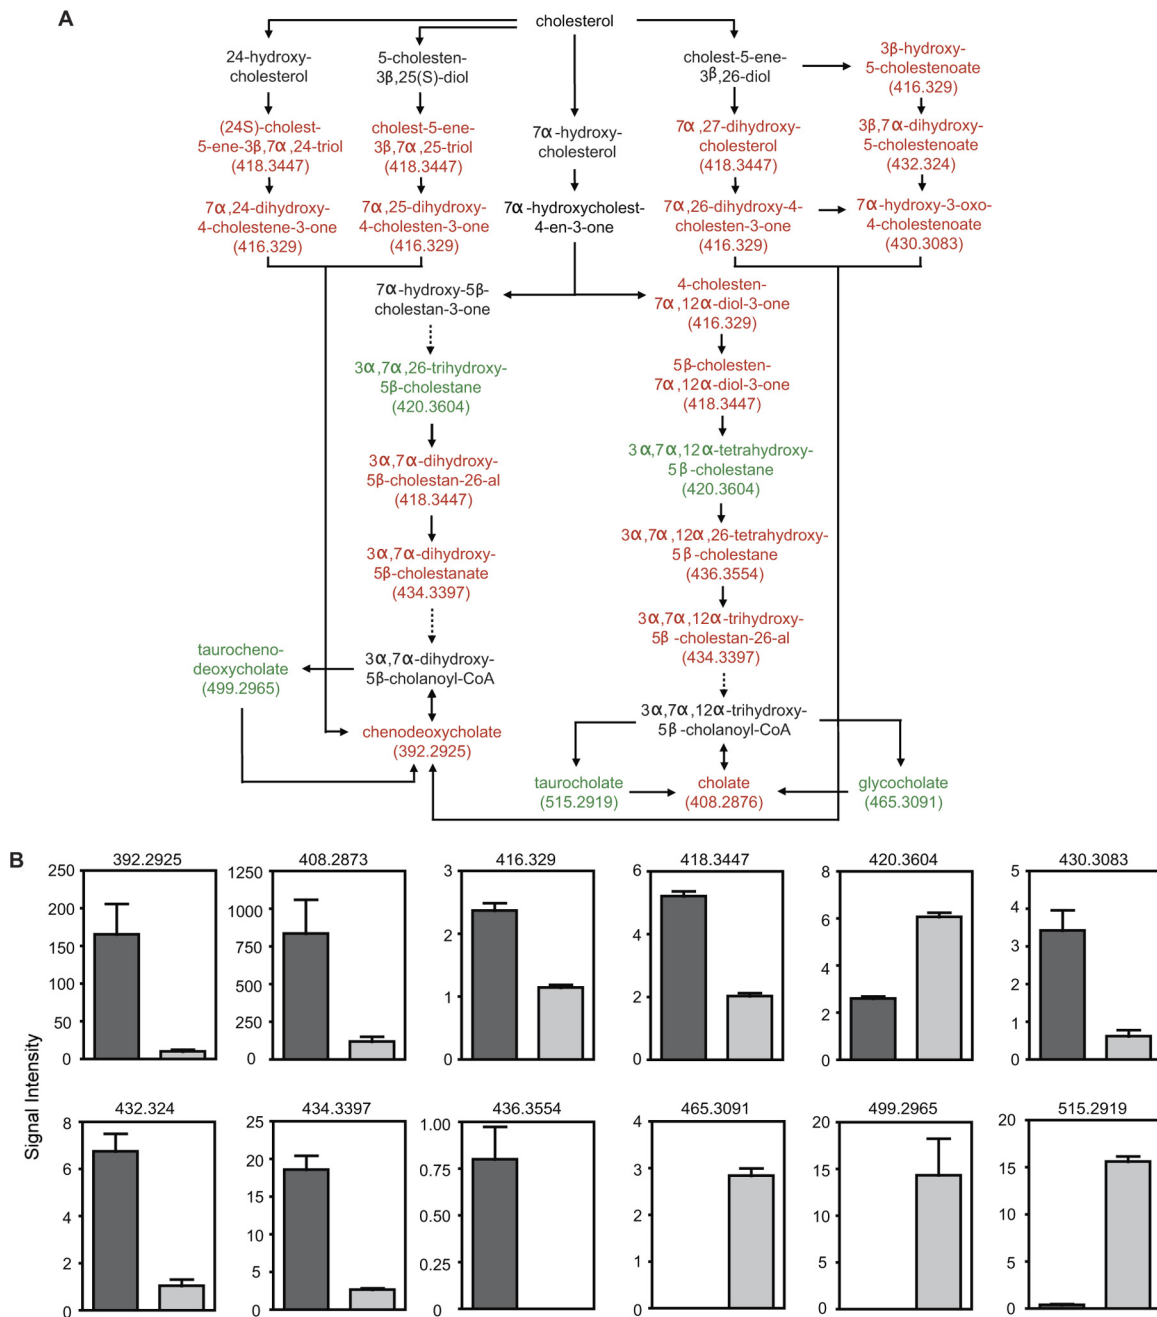 A
cholesterol
24-hydroxy-
cholesterol
5-cholesten-
3β,25(S)-diol
cholest-5-ene-
3β,26-diol
3β-hydroxy-
5-cholestenoate
(416.329)
(24S)-cholest-
5-ene-3β,7α,24-triol
(418.3447)
cholest-5-ene-
3β,7α,25-triol
(418.3447)
7α-hydroxy-
cholesterol
7α,27-dihydroxy-
cholesterol
(418.3447)
3β,7α-dihydroxy-
5-cholestenoate
(432.324)
7α,24-dihydroxy-
4-cholestene-3-one
(416.329)
7α,25-dihydroxy-
4-cholesten-3-one
(416.329)
7α-hydroxycholest-
4-en-3-one
7α,26-dihydroxy-4-
cholesten-3-one
(416.329)
7α-hydroxy-3-oxo-
4-cholestenoate
(430.3083)
7α-hydroxy-5β-
cholestan-3-one
4-cholesten-
7α,12α-diol-3-one
(416.329)
3α,7α,26-trihydroxy-
5β-cholestane
(420.3604)
5β-cholesten-
7α,12α-diol-3-one
(418.3447)
3α,7α,12α-tetrahydroxy-
5β-cholestane
(420.3604)
3α,7α-dihydroxy-
5β-cholestan-26-al
(418.3447)
3α,7α,12α,26-tetrahydroxy-
5β-cholestane
(436.3554)
3α,7α-dihydroxy-
5β-cholestanate
(434.3397)
3α,7α,12α-trihydroxy-
5β-cholestan-26-al
(434.3397)
taurocheno-
deoxycholate
(499.2965)
3α,7α-dihydroxy-
5β-cholanoyl-CoA
3α,7α,12α-trihydroxy-
5β-cholanoyl-CoA
chenodeoxycholate
(392.2925)
taurocholate
(515.2919)
cholate
(408.2876)
glycocholate
(465.3091)
B
Signal Intensity
392.2925
250
200
150
100
50
0
408.2873
1250
1000
750
500
250
0
416.329
3
2
1
0
418.3447
6
4
2
0
420.3604
8
6
4
2
0
430.3083
5
4
3
2
1
0
432.324
8
6
4
2
0
434.3397
25
20
15
10
5
0
436.3554
1.00
0.75
0.50
0.25
0
465.3091
4
3
2
1
0
499.2965
20
15
10
5
0
515.2919
20
15
10
5
0